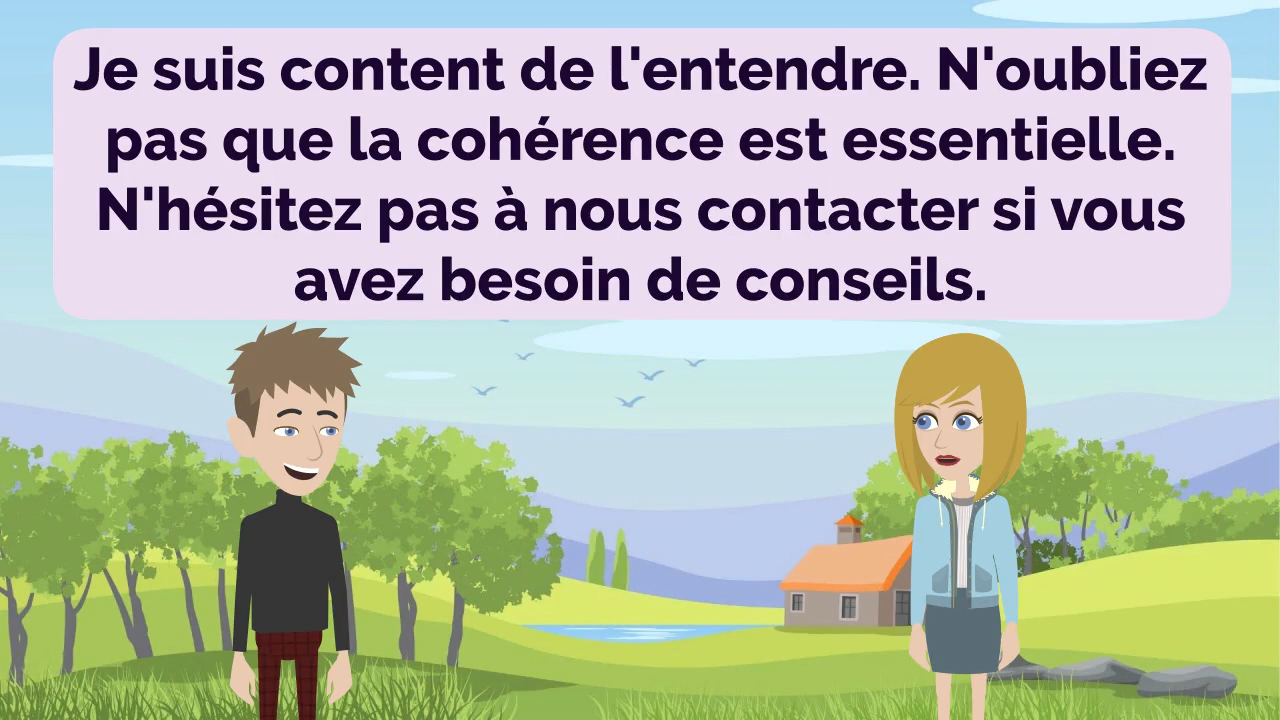 Je suis content de l'entendre. N'oubliez
pas que la cohérence est essentielle.
N'hésitez pas à nous contacter si vous
avez besoin de conseils.